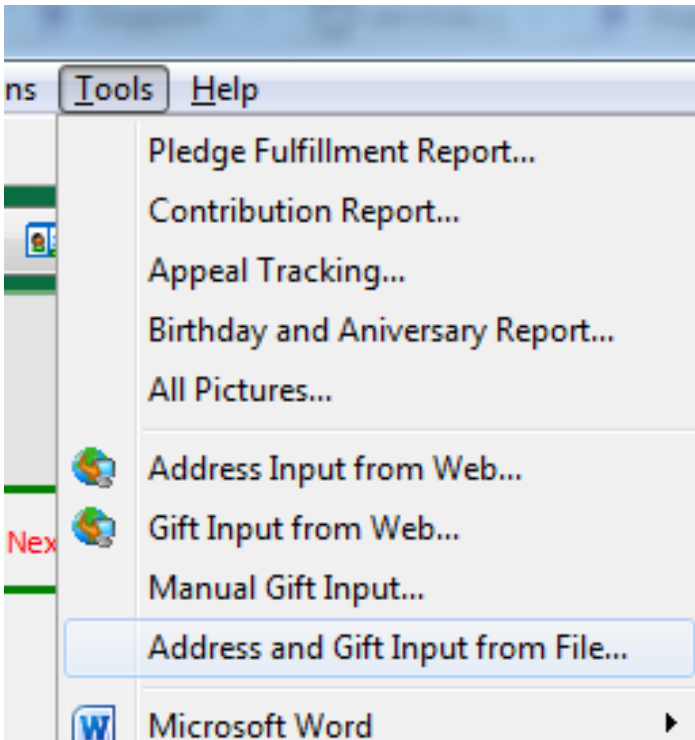 ns Tools Help
Pledge Fulfillment Report...
Contribution Report...
Appeal Tracking...
Birthday and Aniversary Report...
All Pictures...
Address Input from Web...
Gift Input from Web...
Nex
Manual Gift Input...
Address and Gift Input from File...
Microsoft Word